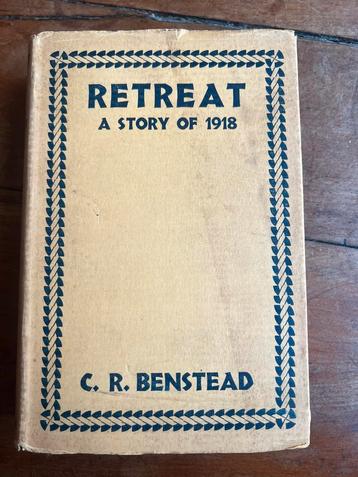 RETREAT
A STORY OF 1918
C. R. BENSTEAD